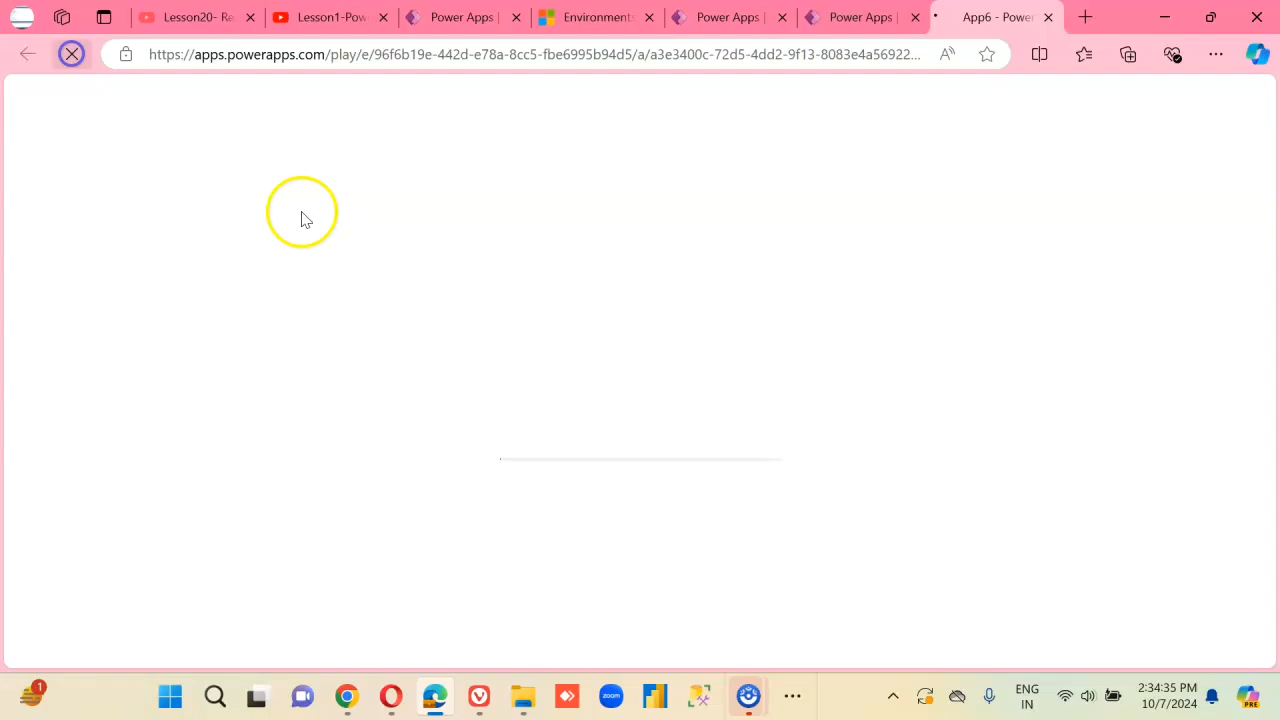 Lesson20- Re
Lesson1-Pow
Power Apps |
Environments
Power Apps |
Power Apps |
App6 - Power
https://apps.powerapps.com/play/e/96f6b19e-442d-e78a-8cc5-fbe6995b94d5/a/a3e3400c-72d5-4dd2-9f13-8083e4a56922...
1
zoom
ENG
IN
2:34:35 PM
10/7/2024
PRE